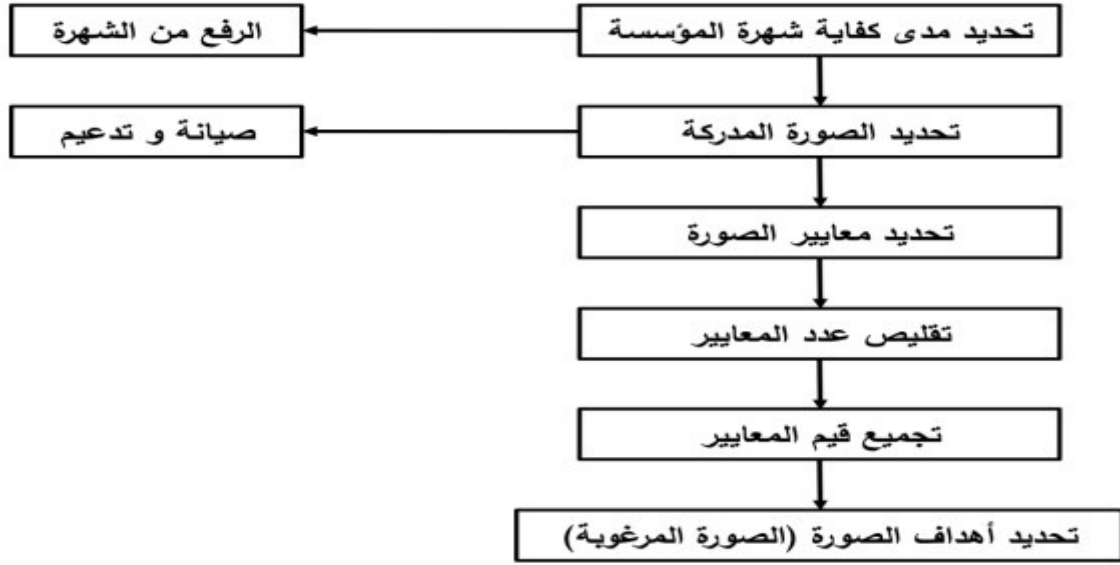 تحديد مدى كفاية شهرة المؤسسة
الرفع من الشهرة
تحديد الصورة المدركة
صيانة و تدعيم
تحديد معايير الصورة
تقليص عدد المعايير
تجميع قيم المعايير
تحديد أهداف الصورة (الصورة المرغوبة)